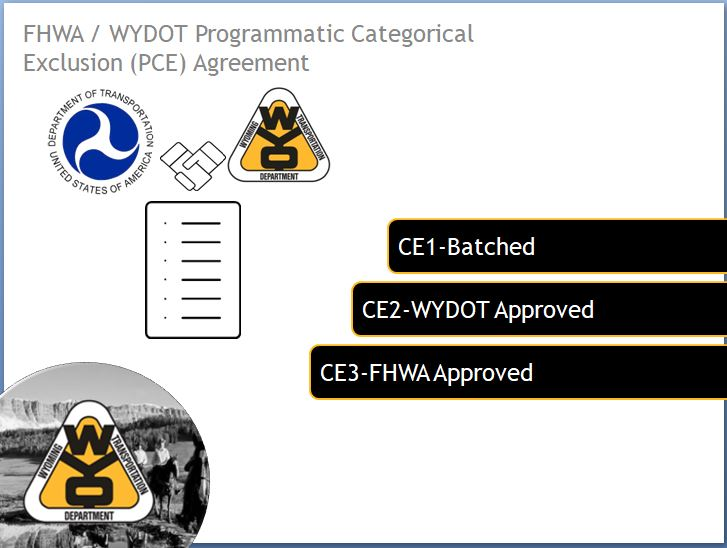 FHWA / WYDOT Programmatic Categorical
Exclusion (PCE) Agreement
DEPARTMENT OF TRANSPORTATION
UNITED STATES OF AMERICA
WYO
WYOMING
TRANSPORTATION
DEPARTMENT
CE1-Batched
CE2-WYDOT Approved
CE3-FHWA Approved
WYO
WYOMING
TRANSPORTATION
DEPARTMENT